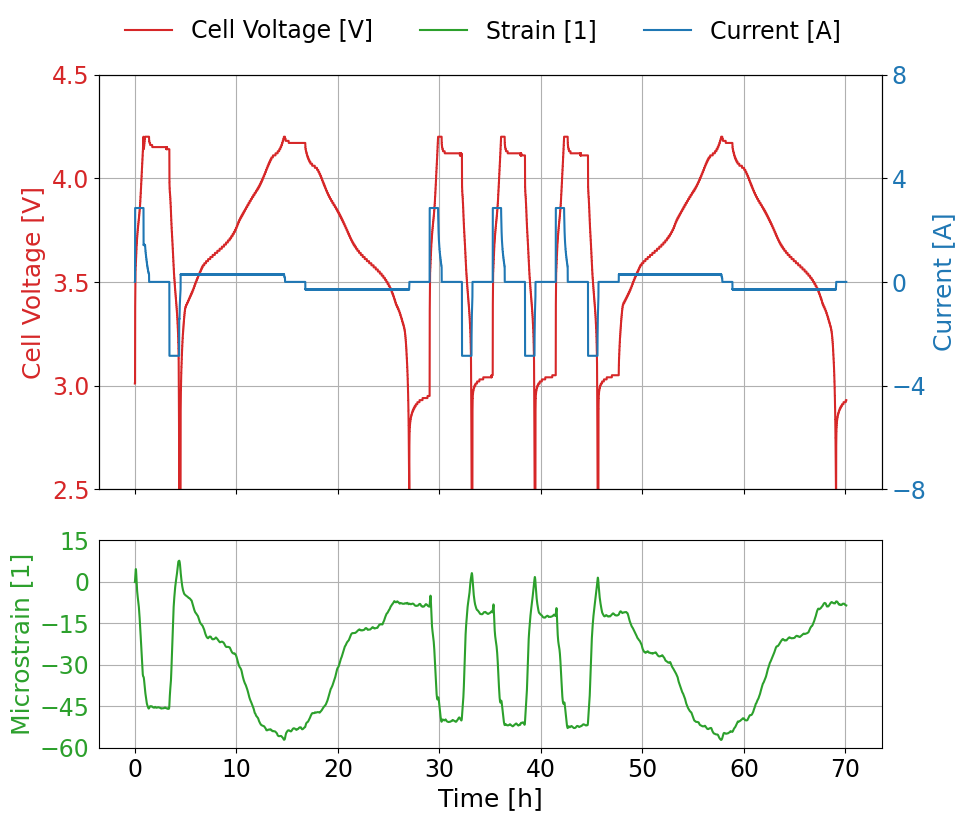 Cell Voltage [V] Strain [1] Current [A]
4.5
4.0
3.5
3.0
2.5
Cell Voltage [V]
8
4
0
−4
−8
Current [A]
15
0
−15
−30
−45
−60
Microstrain [1]
0 10 20 30 40 50 60 70
Time [h]